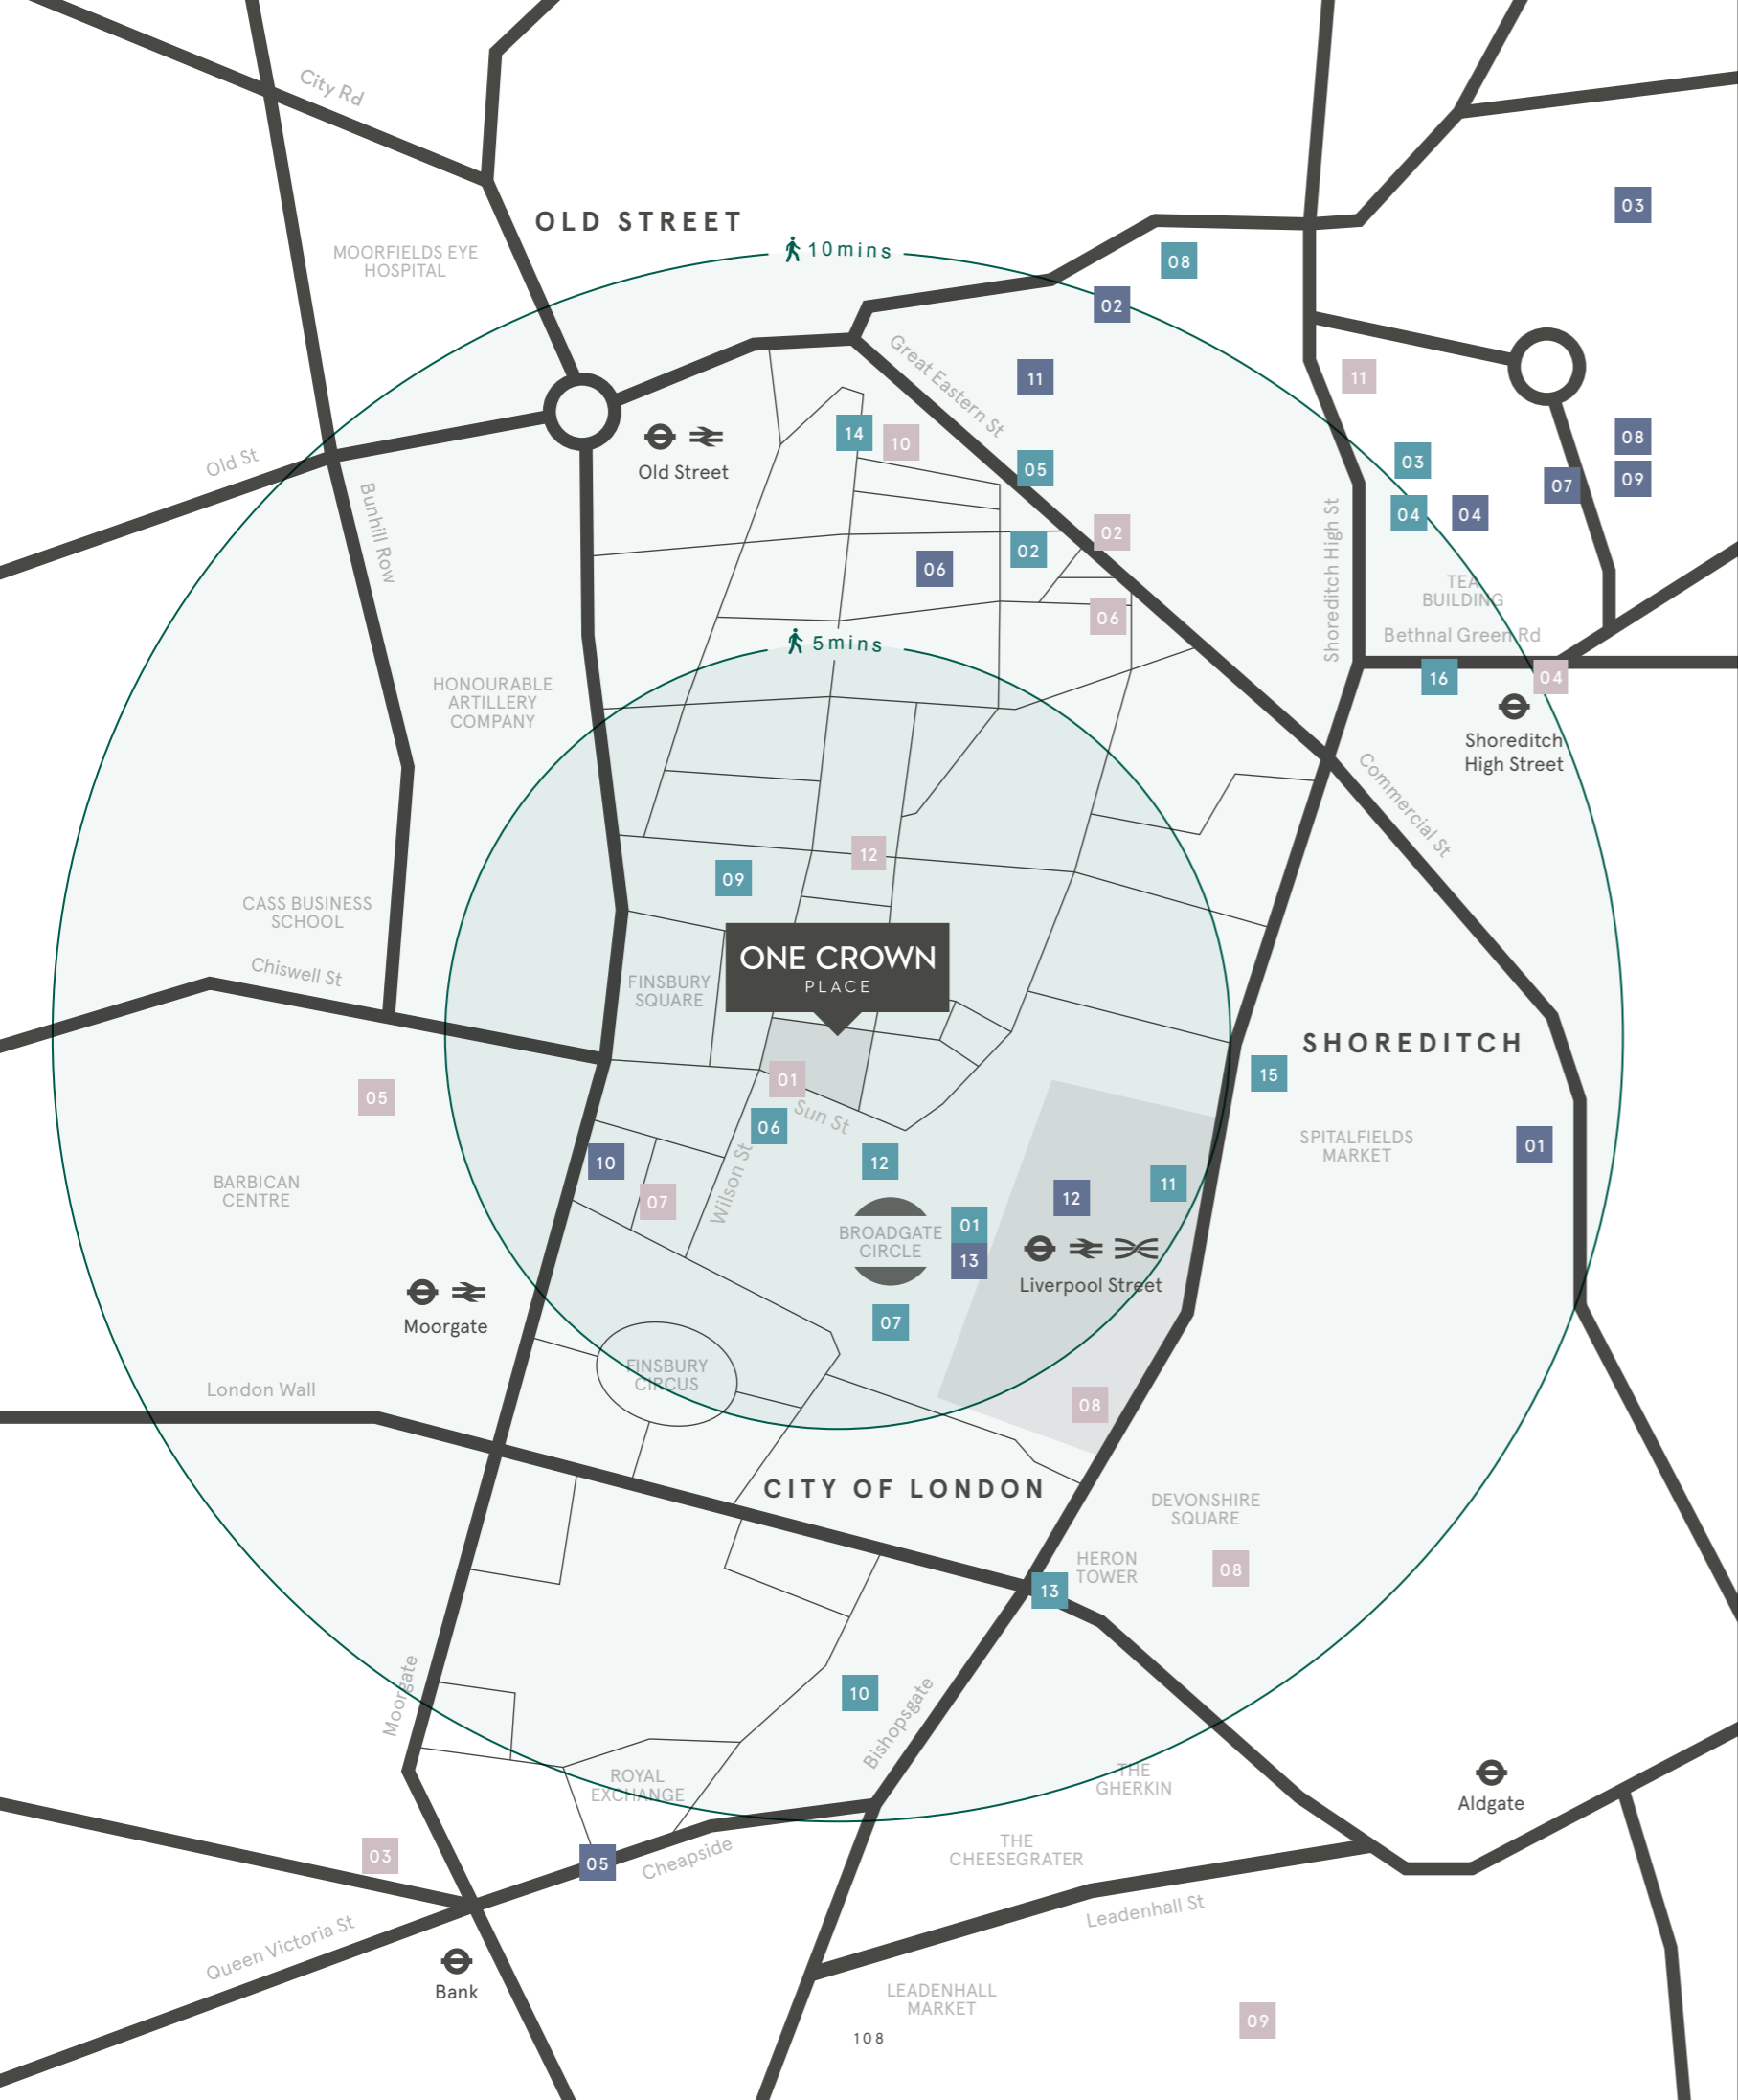 City Rd
03
OLD STREET
MOORFIELDS EYE
HOSPITAL
10mins
08
02
Great Eastern St
11
11
14
10
Old Street
Old St
05
03
08
09
07
04
04
Bunhill Row
02
02
06
Shoreditch High St
TEA
BUILDING
06
Bethnal Green Rd
5mins
16
04
HONOURABLE
ARTILLERY
COMPANY
Shoreditch
High Street
Commercial St
12
09
CASS BUSINESS
SCHOOL
ONE CROWN
PLACE
Chiswell St
FINSBURY
SQUARE
SHOREDITCH
15
01
05
Sun St
06
SPITALFIELDS
MARKET
01
10
12
11
Wilson St
BARBICAN
CENTRE
07
12
01
BROADGATE
CIRCLE
13
Liverpool Street
Moorgate
07
FINSBURY
CIRCUS
London Wall
08
CITY OF LONDON
DEVONSHIRE
SQUARE
HERON
TOWER
08
13
Moorgate
10
Bishopsgate
ROYAL
EXCHANGE
THE
GHERKIN
Aldgate
03
05
Cheapside
THE
CHEESEGRATER
Leadenhall St
Queen Victoria St
Bank
LEADENHALL
MARKET
09
108